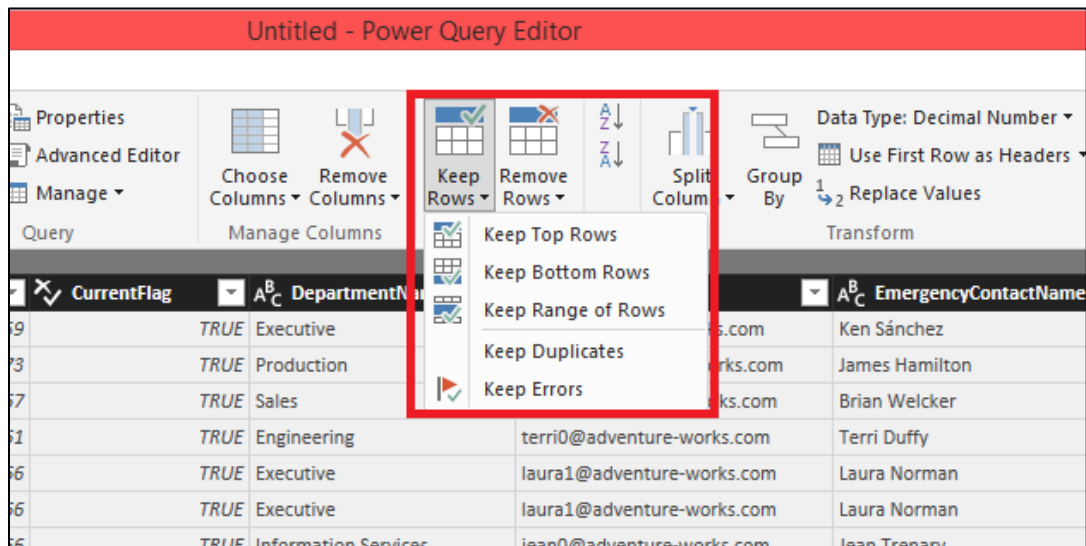 Untitled - Power Query Editor
Properties
Advanced Editor
Manage
Query
Choose Columns
Remove Columns
Manage Columns
Keep Rows
Remove Rows
A Z
Z A
Split
Group By
Data Type: Decimal Number
Use First Row as Headers
1 2 Replace Values
Transform
Keep Top Rows
Keep Bottom Rows
Keep Range of Rows
Keep Duplicates
Keep Errors
CurrentFlag ABC ABC EmergencyContactName
TRUE Executive Ken Sánchez
TRUE Production James Hamilton
TRUE Sales Brian Welcker
TRUE Engineering terri0@adventure-works.com Terri Duffy
TRUE Executive laura1@adventure-works.com Laura Norman
TRUE Executive laura1@adventure-works.com Laura Norman